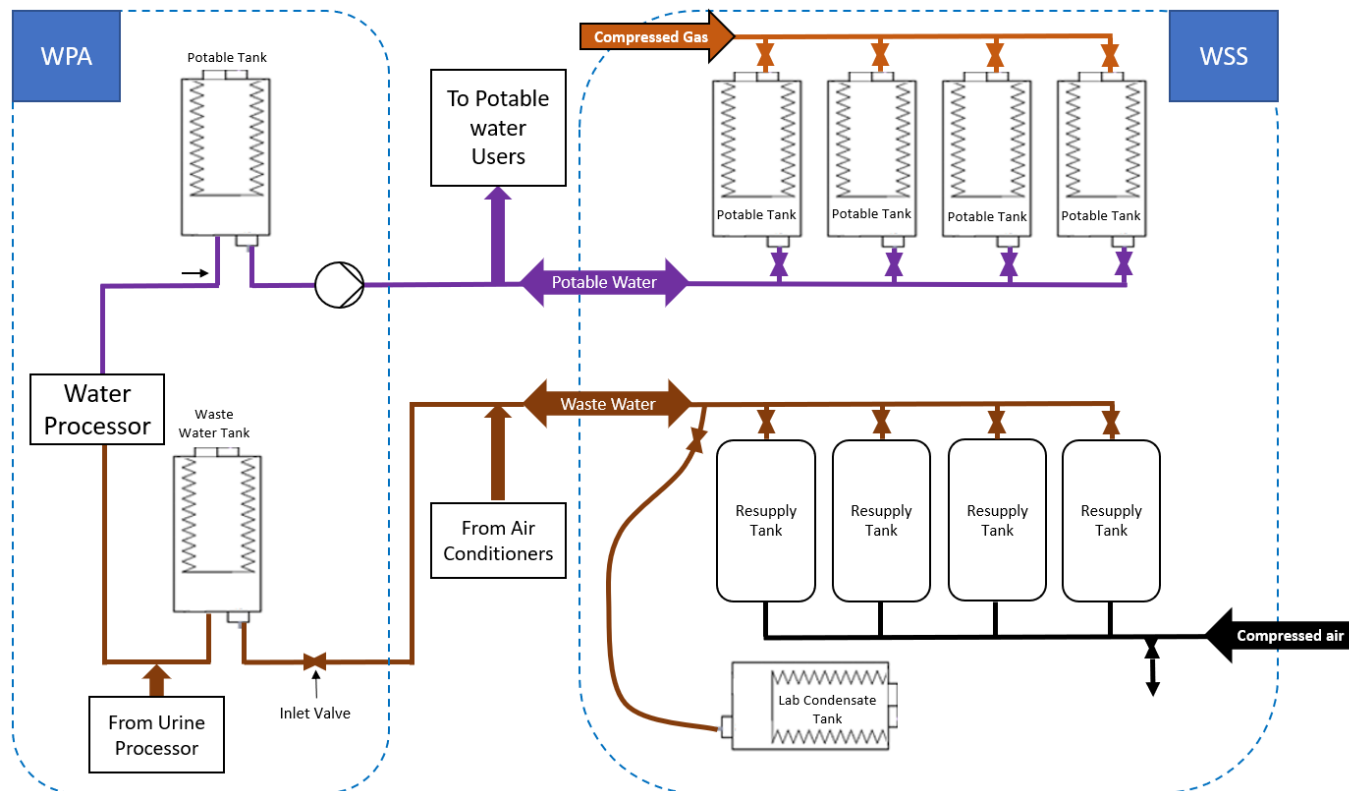 WPA
Potable Tank
To Potable
water
Users
Compressed Gas
WSS
Potable Tank
Potable Tank
Potable Tank
Potable Tank
Potable Water
Water
Processor
Waste
Water Tank
Waste Water
From Air
Conditioners
Resupply
Tank
Resupply
Tank
Resupply
Tank
Resupply
Tank
Compressed air
Lab Condensate
Tank
From Urine
Processor
Inlet Valve